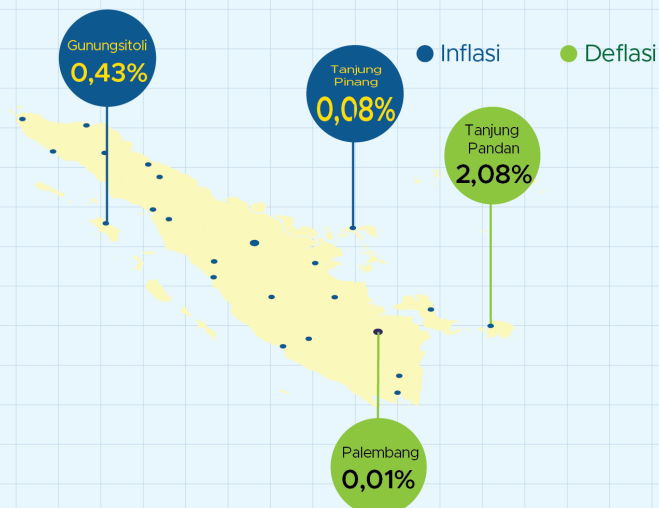 Gunungsitoli
0,43%
Tanjung
Pinang
0,08%
Inflasi
Deflasi
Tanjung
Pandan
2,08%
Palembang
0,01%